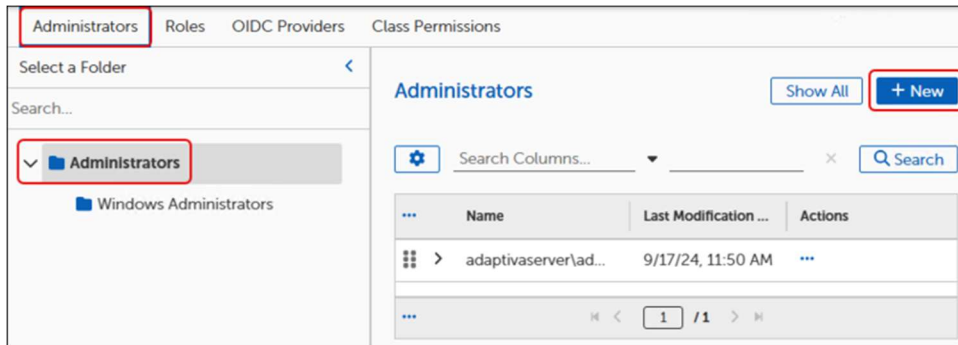 Administrators Roles OIDC Providers Class Permissions
Select a Folder
Search...
Administrators
Windows Administrators
Administrators Show All + New
Search Columns... Search
Name Last Modification ... Actions
adaptivaserver\ad... 9/17/24, 11:50 AM ...
1 /1